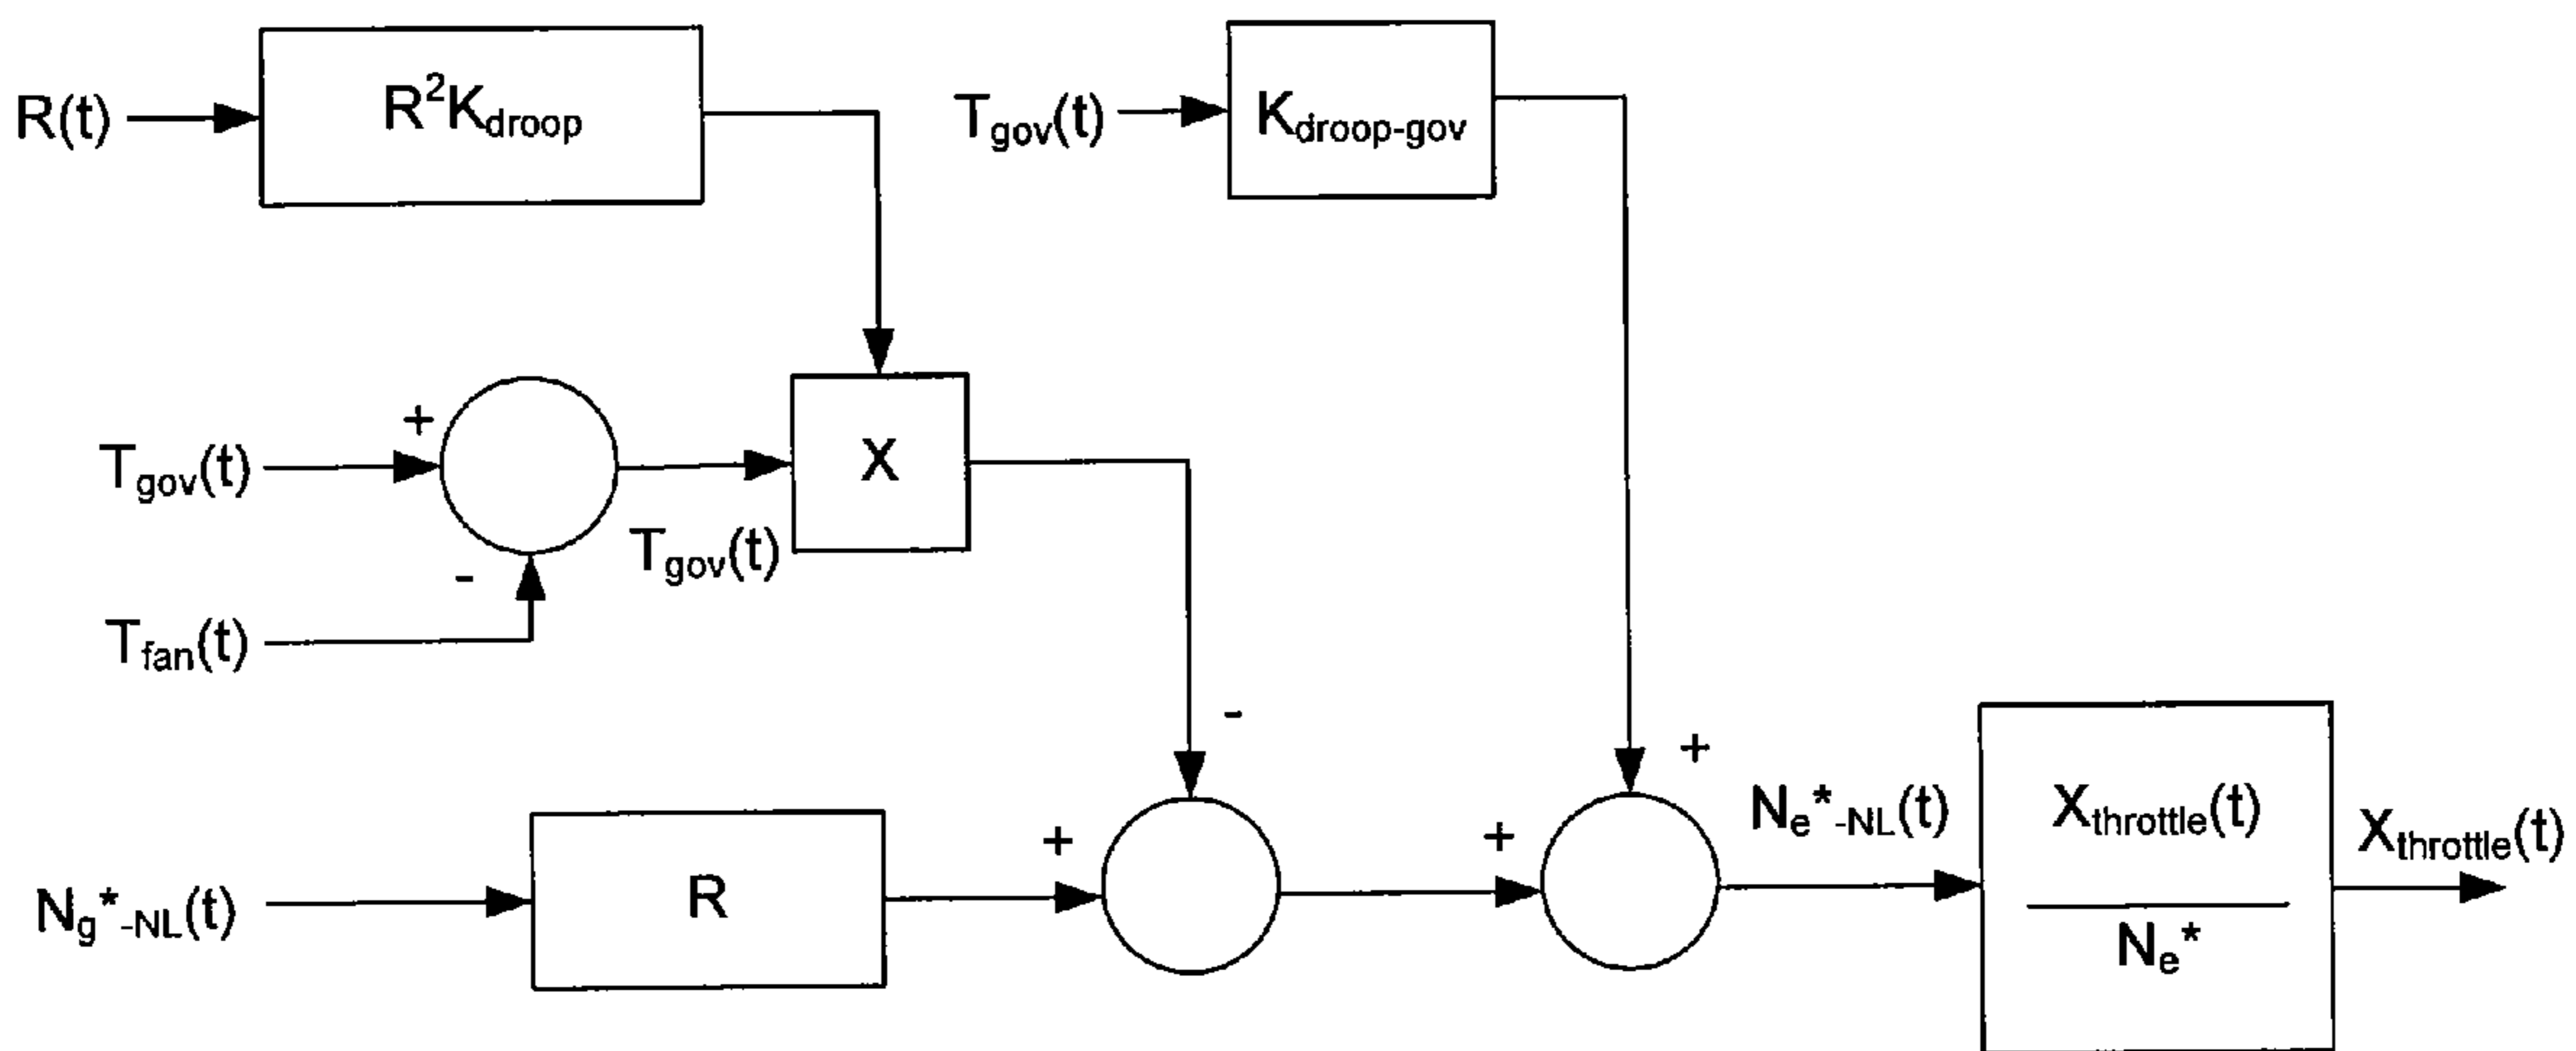 R(t)
R²K_droop
T_gov(t)
K_droop-gov
+
T_gov(t)
X
T_gov(t)
-
T_fan(t)
-
+
N_g*-NL(t)
R
+
+
N_e*-NL(t)
X_throttle(t)
N_e*
X_throttle(t)